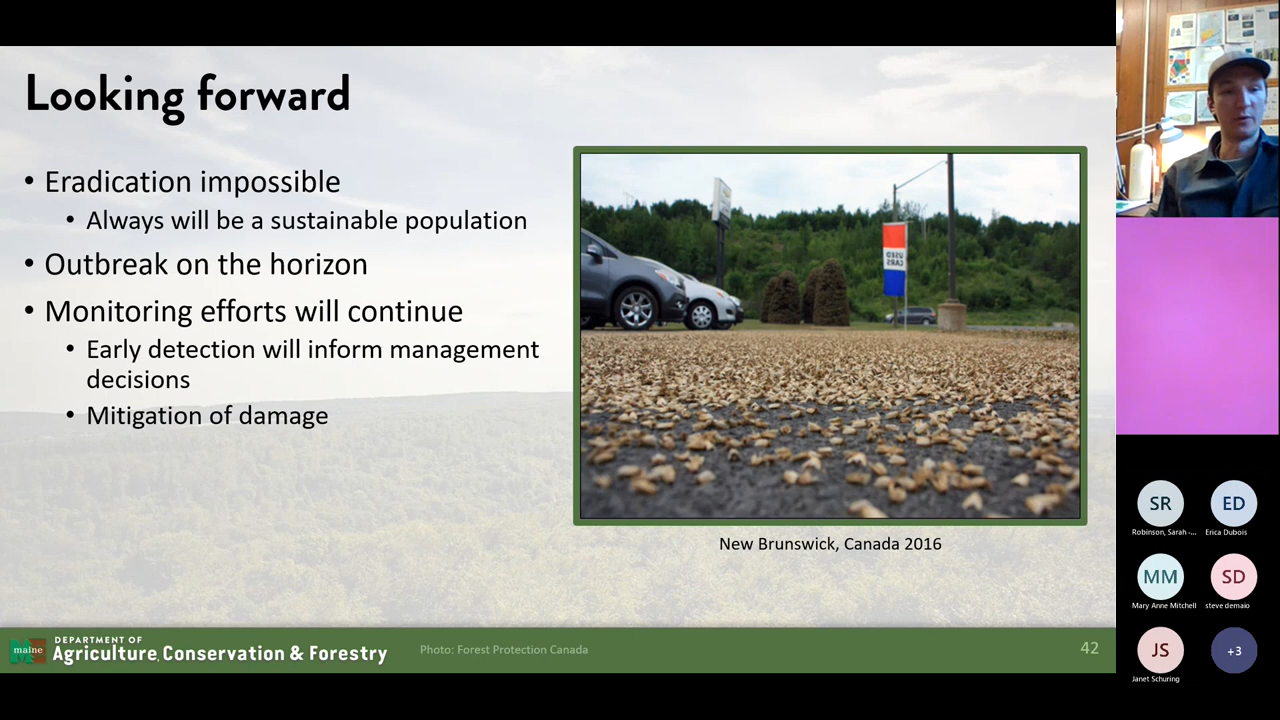 Looking forward
• Eradication impossible
• Always will be a sustainable population
• Outbreak on the horizon
• Monitoring efforts will continue
• Early detection will inform management
decisions
• Mitigation of damage
USED
CARS
New Brunswick, Canada 2016
maine
DEPARTMENT OF
Agriculture, Conservation & Forestry
Photo: Forest Protection Canada
42
SR
ED
Robinson, Sarah -...
Erica Dubois
MM
SD
Mary Anne Mitchell
steve demaio
JS
+3
Janet Schuring